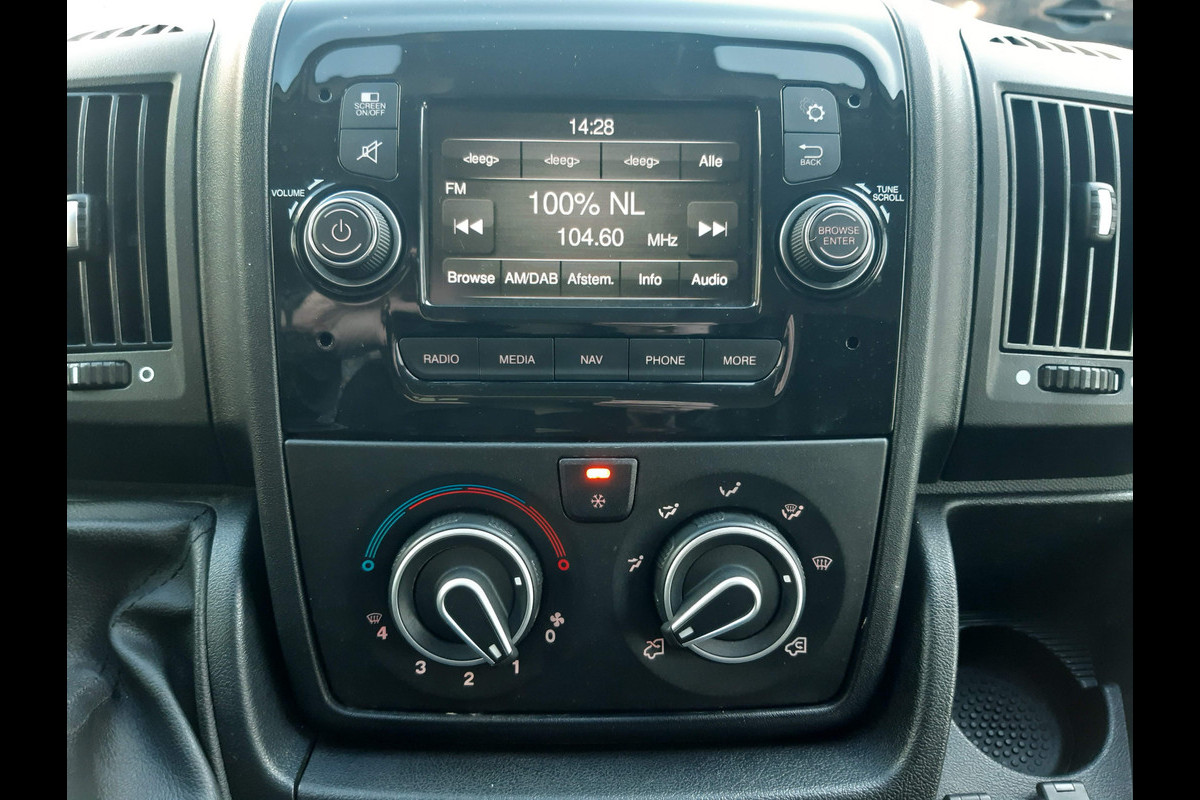 SCREEN
ON/OFF
14:28
<leeg> <leeg> <leeg> Alle
BACK
VOLUME
FM
100% NL
104.60 MHz
TUNE
SCROLL
BROWSE
ENTER
Browse AM/DAB Afstem. Info Audio
RADIO MEDIA NAV PHONE MORE
4 3 2 1 0